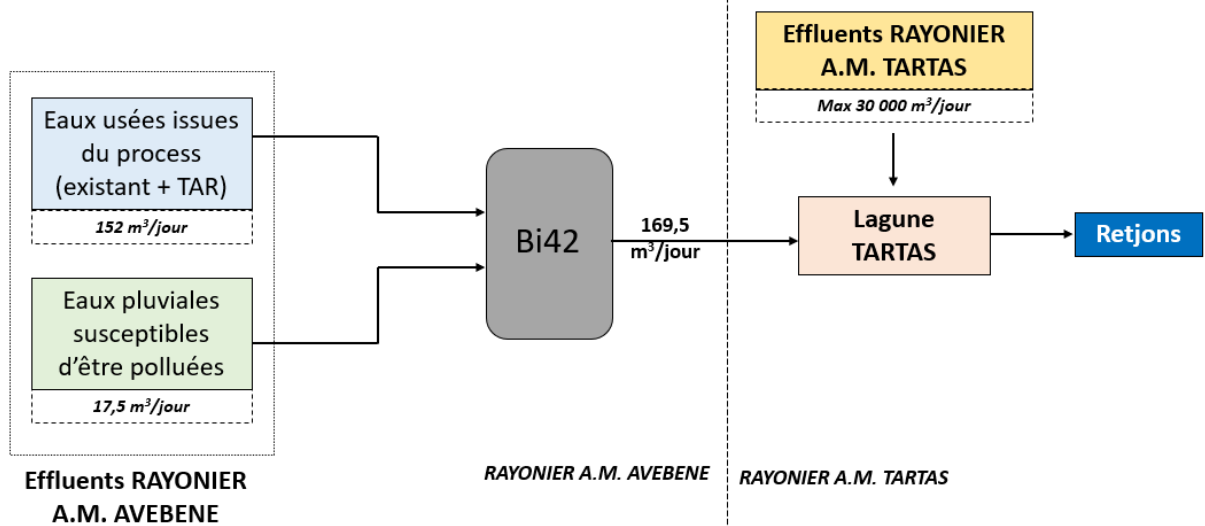 Eaux usées issues
du process
(existant + TAR)
152 m³/jour
Eaux pluviales
susceptibles
d'être polluées
17,5 m³/jour
Effluents RAYONIER
A.M. AVEBENE
Bi42
169,5
m³/jour
RAYONIER A.M. AVEBENE
Effluents RAYONIER
A.M. TARTAS
Max 30 000 m³/jour
Lagune
TARTAS
Retjons
RAYONIER A.M. TARTAS